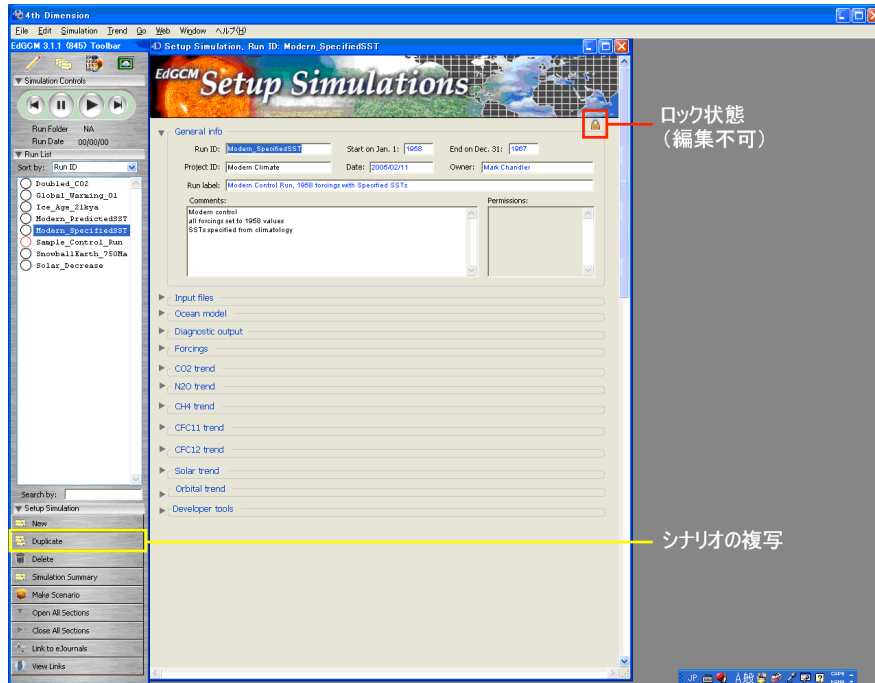 4th Dimension
File Edit Simulation Trend Go Web Window ヘルプ(H)
EdGCM 3.1.1 (845) Toolbar
Simulation Controls
Run Folder NA
Run Date 00/00/00
Run List
Sort by: Run ID
Doubled_CO2
Global_Warming_01
Ice_Age_21kya
Modern_PredictedSST
Modern_SpecifiedSST
Sample_Control_Run
SnowballEarth_750Ma
Solar_Decrease
Search by:
Setup Simulation
New
Duplicate
Delete
Simulation Summary
Make Scenario
Open All Sections
Close All Sections
Link to eJournals
View Links
Setup Simulation, Run ID: Modern_SpecifiedSST
EdGCM Setup Simulations
General info
Run ID: Modern_SpecifiedSST Start on Jan. 1: 1958 End on Dec. 31: 1967
Project ID: Modern Climate Date: 2005/02/11 Owner: Mark Chandler
Run label: Modern Control Run, 1958 forcings with Specified SSTs
Comments: Permissions:
Modern control
all forcings set to 1958 values
SSTs specified from climatology
Input files
Ocean model
Diagnostic output
Forcings
CO2 trend
N2O trend
CH4 trend
CFC11 trend
CFC12 trend
Solar trend
Orbital trend
Developer tools
ロック状態
（編集不可）
シナリオの複写
JP A般 CAPS
KANA